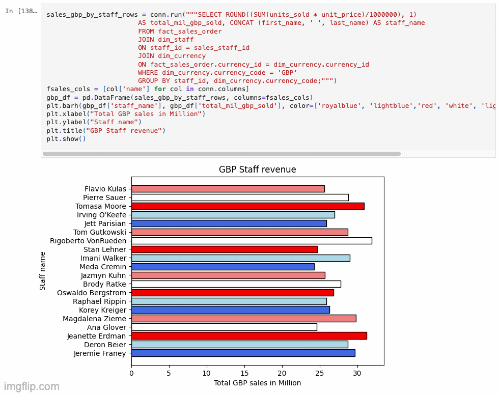 In [138...
sales_gbp_by_staff_rows = conn.run("""SELECT ROUND((SUM(units_sold * unit_price)/1000000), 1)
AS total_mil_gbp_sold, CONCAT (first_name, ' ', last_name) AS staff_name
FROM fact_sales_order
JOIN dim_staff
ON staff_id = sales_staff_id
JOIN dim_currency
ON fact_sales_order.currency_id = dim_currency.currency_id
WHERE dim_currency.currency_code = 'GBP'
GROUP BY staff_id, dim_currency.currency_code;""")
fsales_cols = [col['name'] for col in conn.columns]
gbp_df = pd.DataFrame(sales_gbp_by_staff_rows, columns=fsales_cols)
plt.barh(gbp_df['staff_name'], gbp_df['total_mil_gbp_sold'], color=['royalblue', 'lightblue','red', 'white', 'lig
plt.xlabel("Total GBP sales in Million")
plt.ylabel("Staff name")
plt.title("GBP Staff revenue")
plt.show()
GBP Staff revenue
Flavio Kulas
Pierre Sauer
Tomasa Moore
Irving O'Keefe
Jett Parisian
Tom Gutkowski
Rigoberto VonRueden
Stan Lehner
Imani Walker
Meda Cremin
Jazmyn Kuhn
Brody Ratke
Oswaldo Bergstrom
Raphael Rippin
Korey Kreiger
Magdalena Zieme
Ana Glover
Jeanette Erdman
Deron Beier
Jeremie Franey
Staff name
0 5 10 15 20 25 30
Total GBP sales in Million
imgflip.com